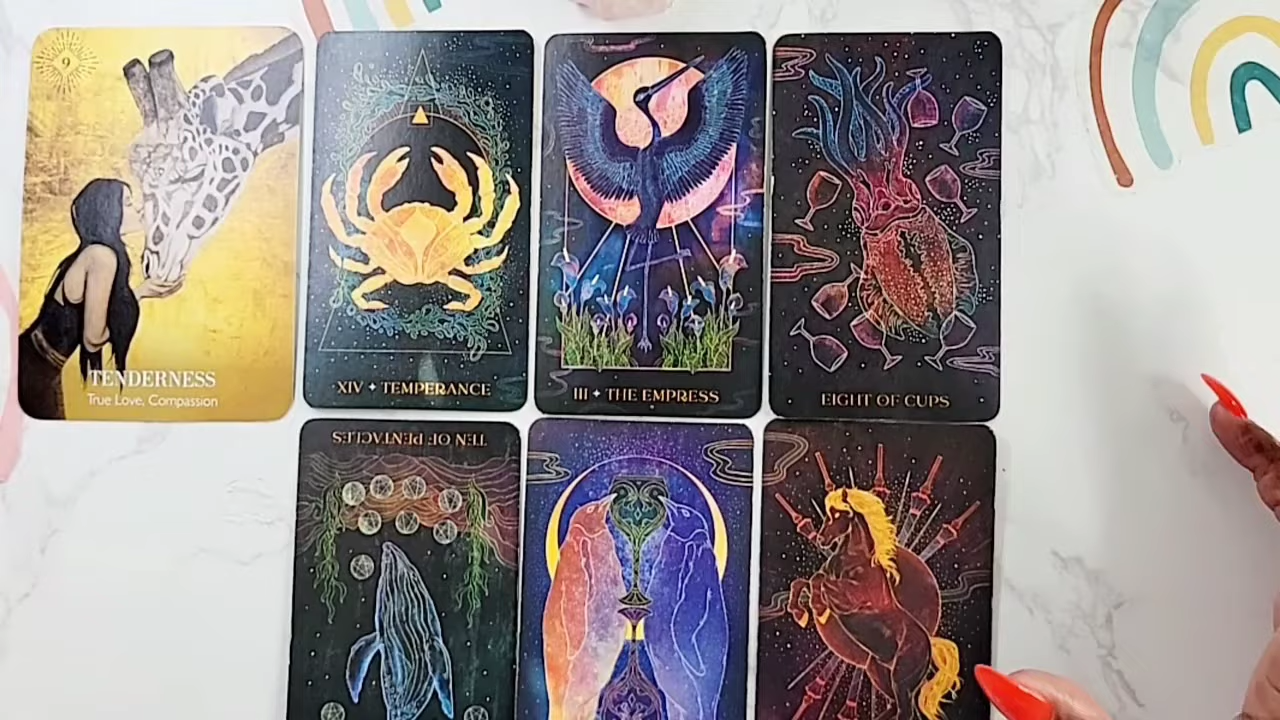 9
TENDERNESS
True Love, Compassion
XIV ✦ TEMPERANCE
III ✦ THE EMPRESS
EIGHT OF CUPS
TEN OF PENTACLES